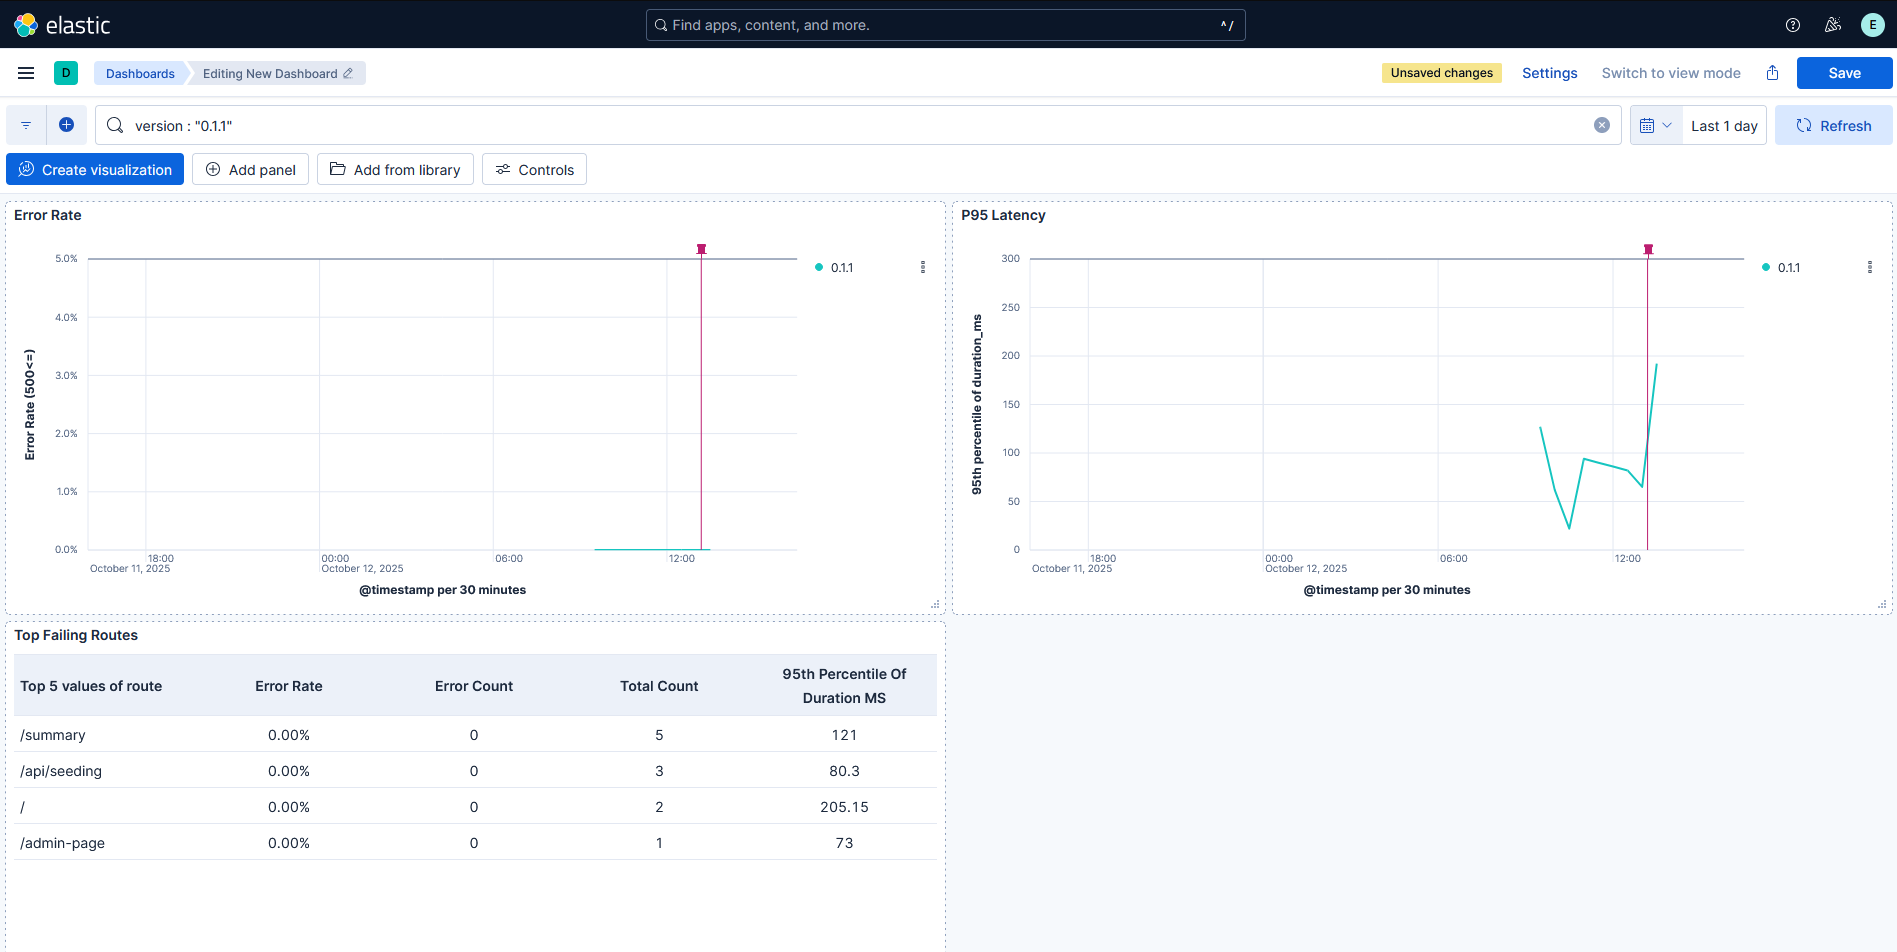 elastic
Find apps, content, and more.
^/
E
D
Dashboards
Editing New Dashboard
Unsaved changes
Settings
Switch to view mode
Save
version : "0.1.1"
Last 1 day
Refresh
Create visualization
Add panel
Add from library
Controls
Error Rate
5.0%
4.0%
3.0%
2.0%
1.0%
0.0%
Error Rate (500<=)
18:00
October 11, 2025
00:00
October 12, 2025
06:00
12:00
@timestamp per 30 minutes
0.1.1
P95 Latency
300
250
200
150
100
50
0
95th percentile of duration_ms
18:00
October 11, 2025
00:00
October 12, 2025
06:00
12:00
@timestamp per 30 minutes
0.1.1
Top Failing Routes
Top 5 values of route Error Rate Error Count Total Count 95th Percentile Of
Duration MS
/summary 0.00% 0 5 121
/api/seeding 0.00% 0 3 80.3
/ 0.00% 0 2 205.15
/admin-page 0.00% 0 1 73